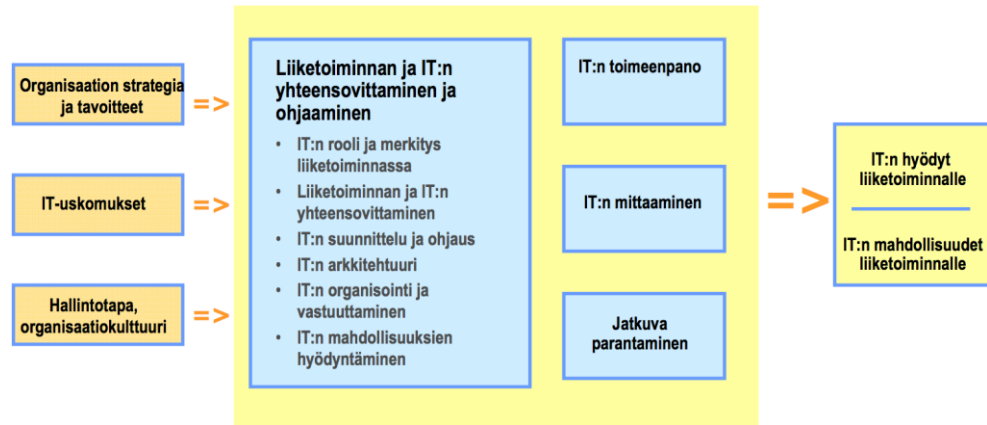 Organisaation strategia
ja tavoitteet
=>
IT-uskomukset
=>
Hallintotapa,
organisaatiokulttuuri
=>
Liiketoiminnan ja IT:n
yhteensovittaminen ja
ohjaaminen
• IT:n rooli ja merkitys
liiketoiminnassa
• Liiketoiminnan ja IT:n
yhteensovittaminen
• IT:n suunnittelu ja ohjaus
• IT:n arkkitehtuuri
• IT:n organisointi ja
vastuuttaminen
• IT:n mahdollisuuksien
hyödyntäminen
IT:n toimeenpano
IT:n mittaaminen
Jatkuva
parantaminen
=>
IT:n hyödyt
liiketoiminnalle
IT:n mahdollisuudet
liiketoiminnalle